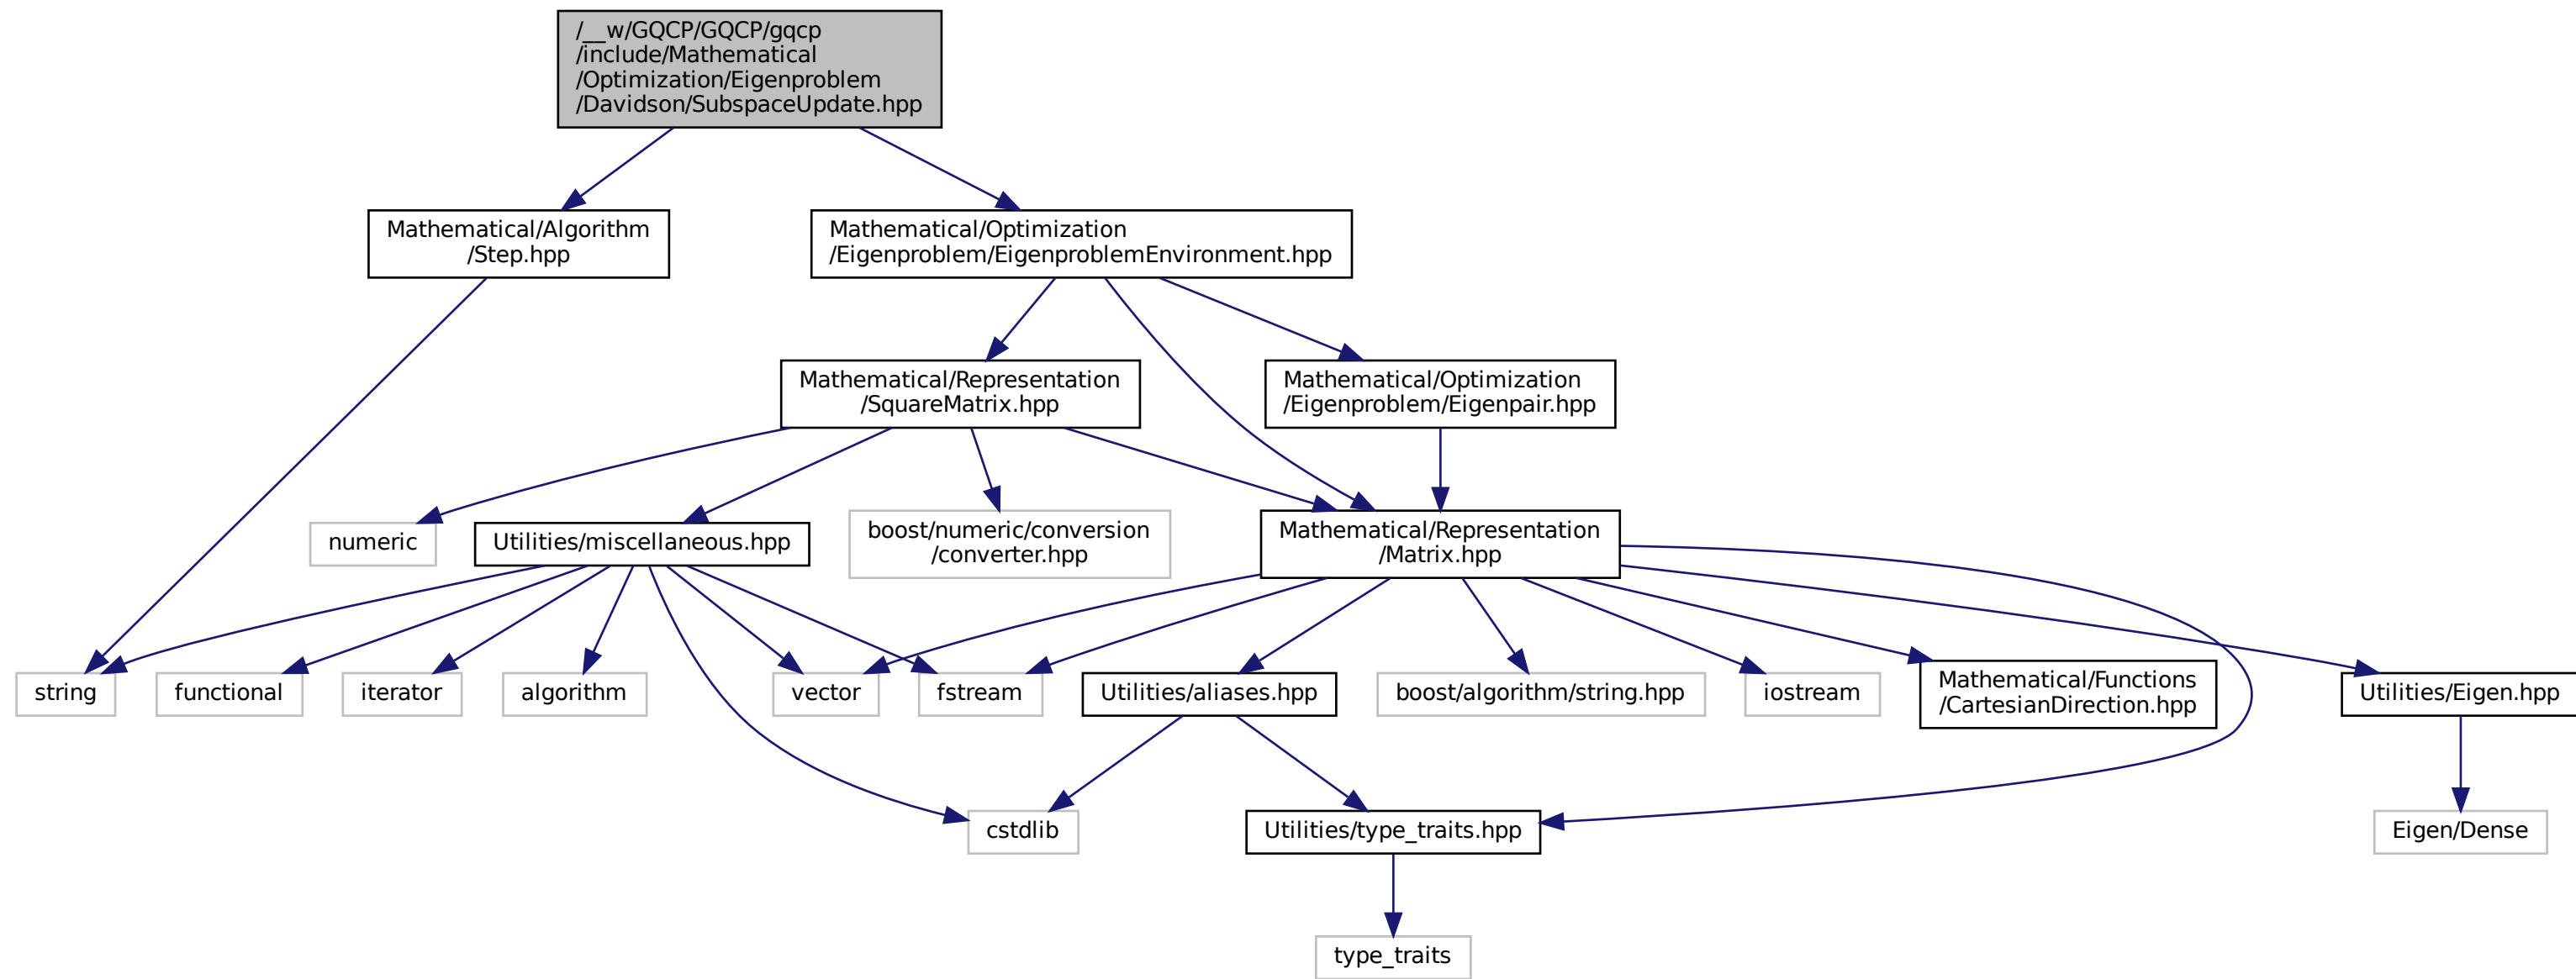 /__w/GQCP/GQCP/gqcp
/include/Mathematical
/Optimization/Eigenproblem
/Davidson/SubspaceUpdate.hpp
Mathematical/Algorithm
/Step.hpp
Mathematical/Optimization
/Eigenproblem/EigenproblemEnvironment.hpp
Mathematical/Representation
/SquareMatrix.hpp
Mathematical/Optimization
/Eigenproblem/Eigenpair.hpp
numeric
Utilities/miscellaneous.hpp
boost/numeric/conversion
/converter.hpp
Mathematical/Representation
/Matrix.hpp
string
functional
iterator
algorithm
vector
fstream
Utilities/aliases.hpp
boost/algorithm/string.hpp
iostream
Mathematical/Functions
/CartesianDirection.hpp
Utilities/Eigen.hpp
cstdlib
Utilities/type_traits.hpp
Eigen/Dense
type_traits